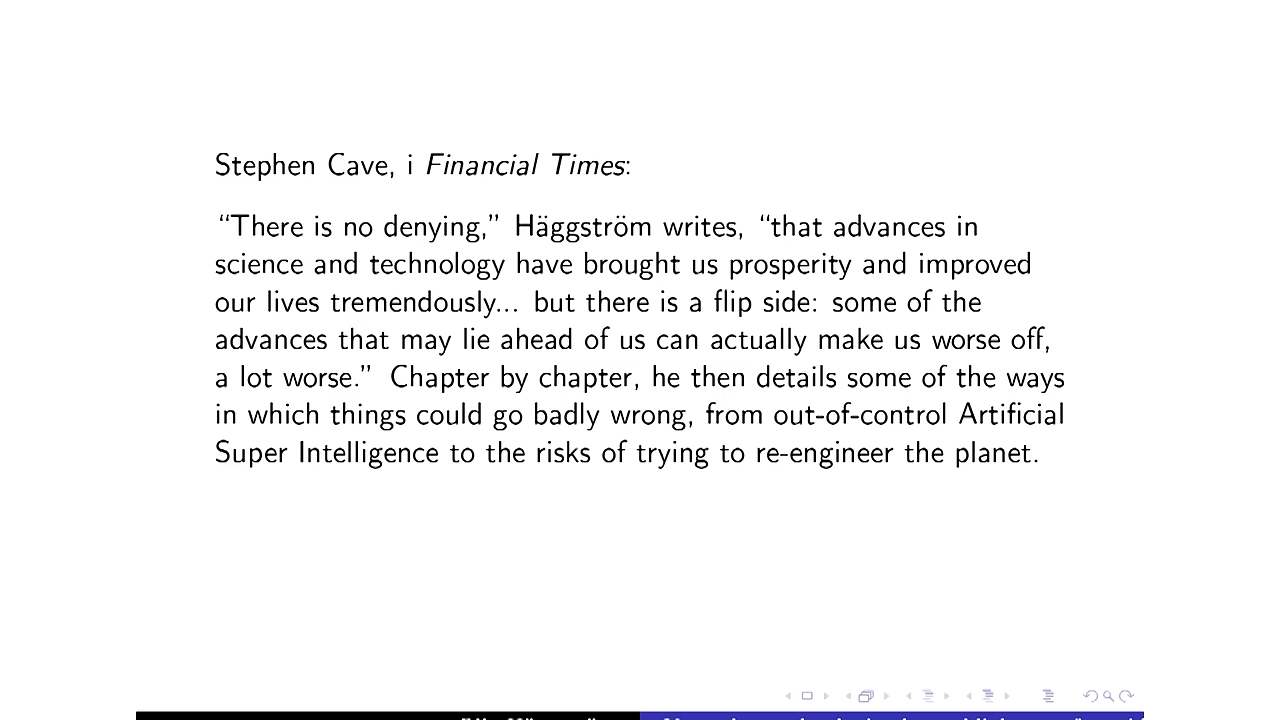 Stephen Cave, i Financial Times:
“There is no denying,” Häggström writes, “that advances in
science and technology have brought us prosperity and improved
our lives tremendously... but there is a flip side: some of the
advances that may lie ahead of us can actually make us worse off,
a lot worse.” Chapter by chapter, he then details some of the ways
in which things could go badly wrong, from out-of-control Artificial
Super Intelligence to the risks of trying to re-engineer the planet.